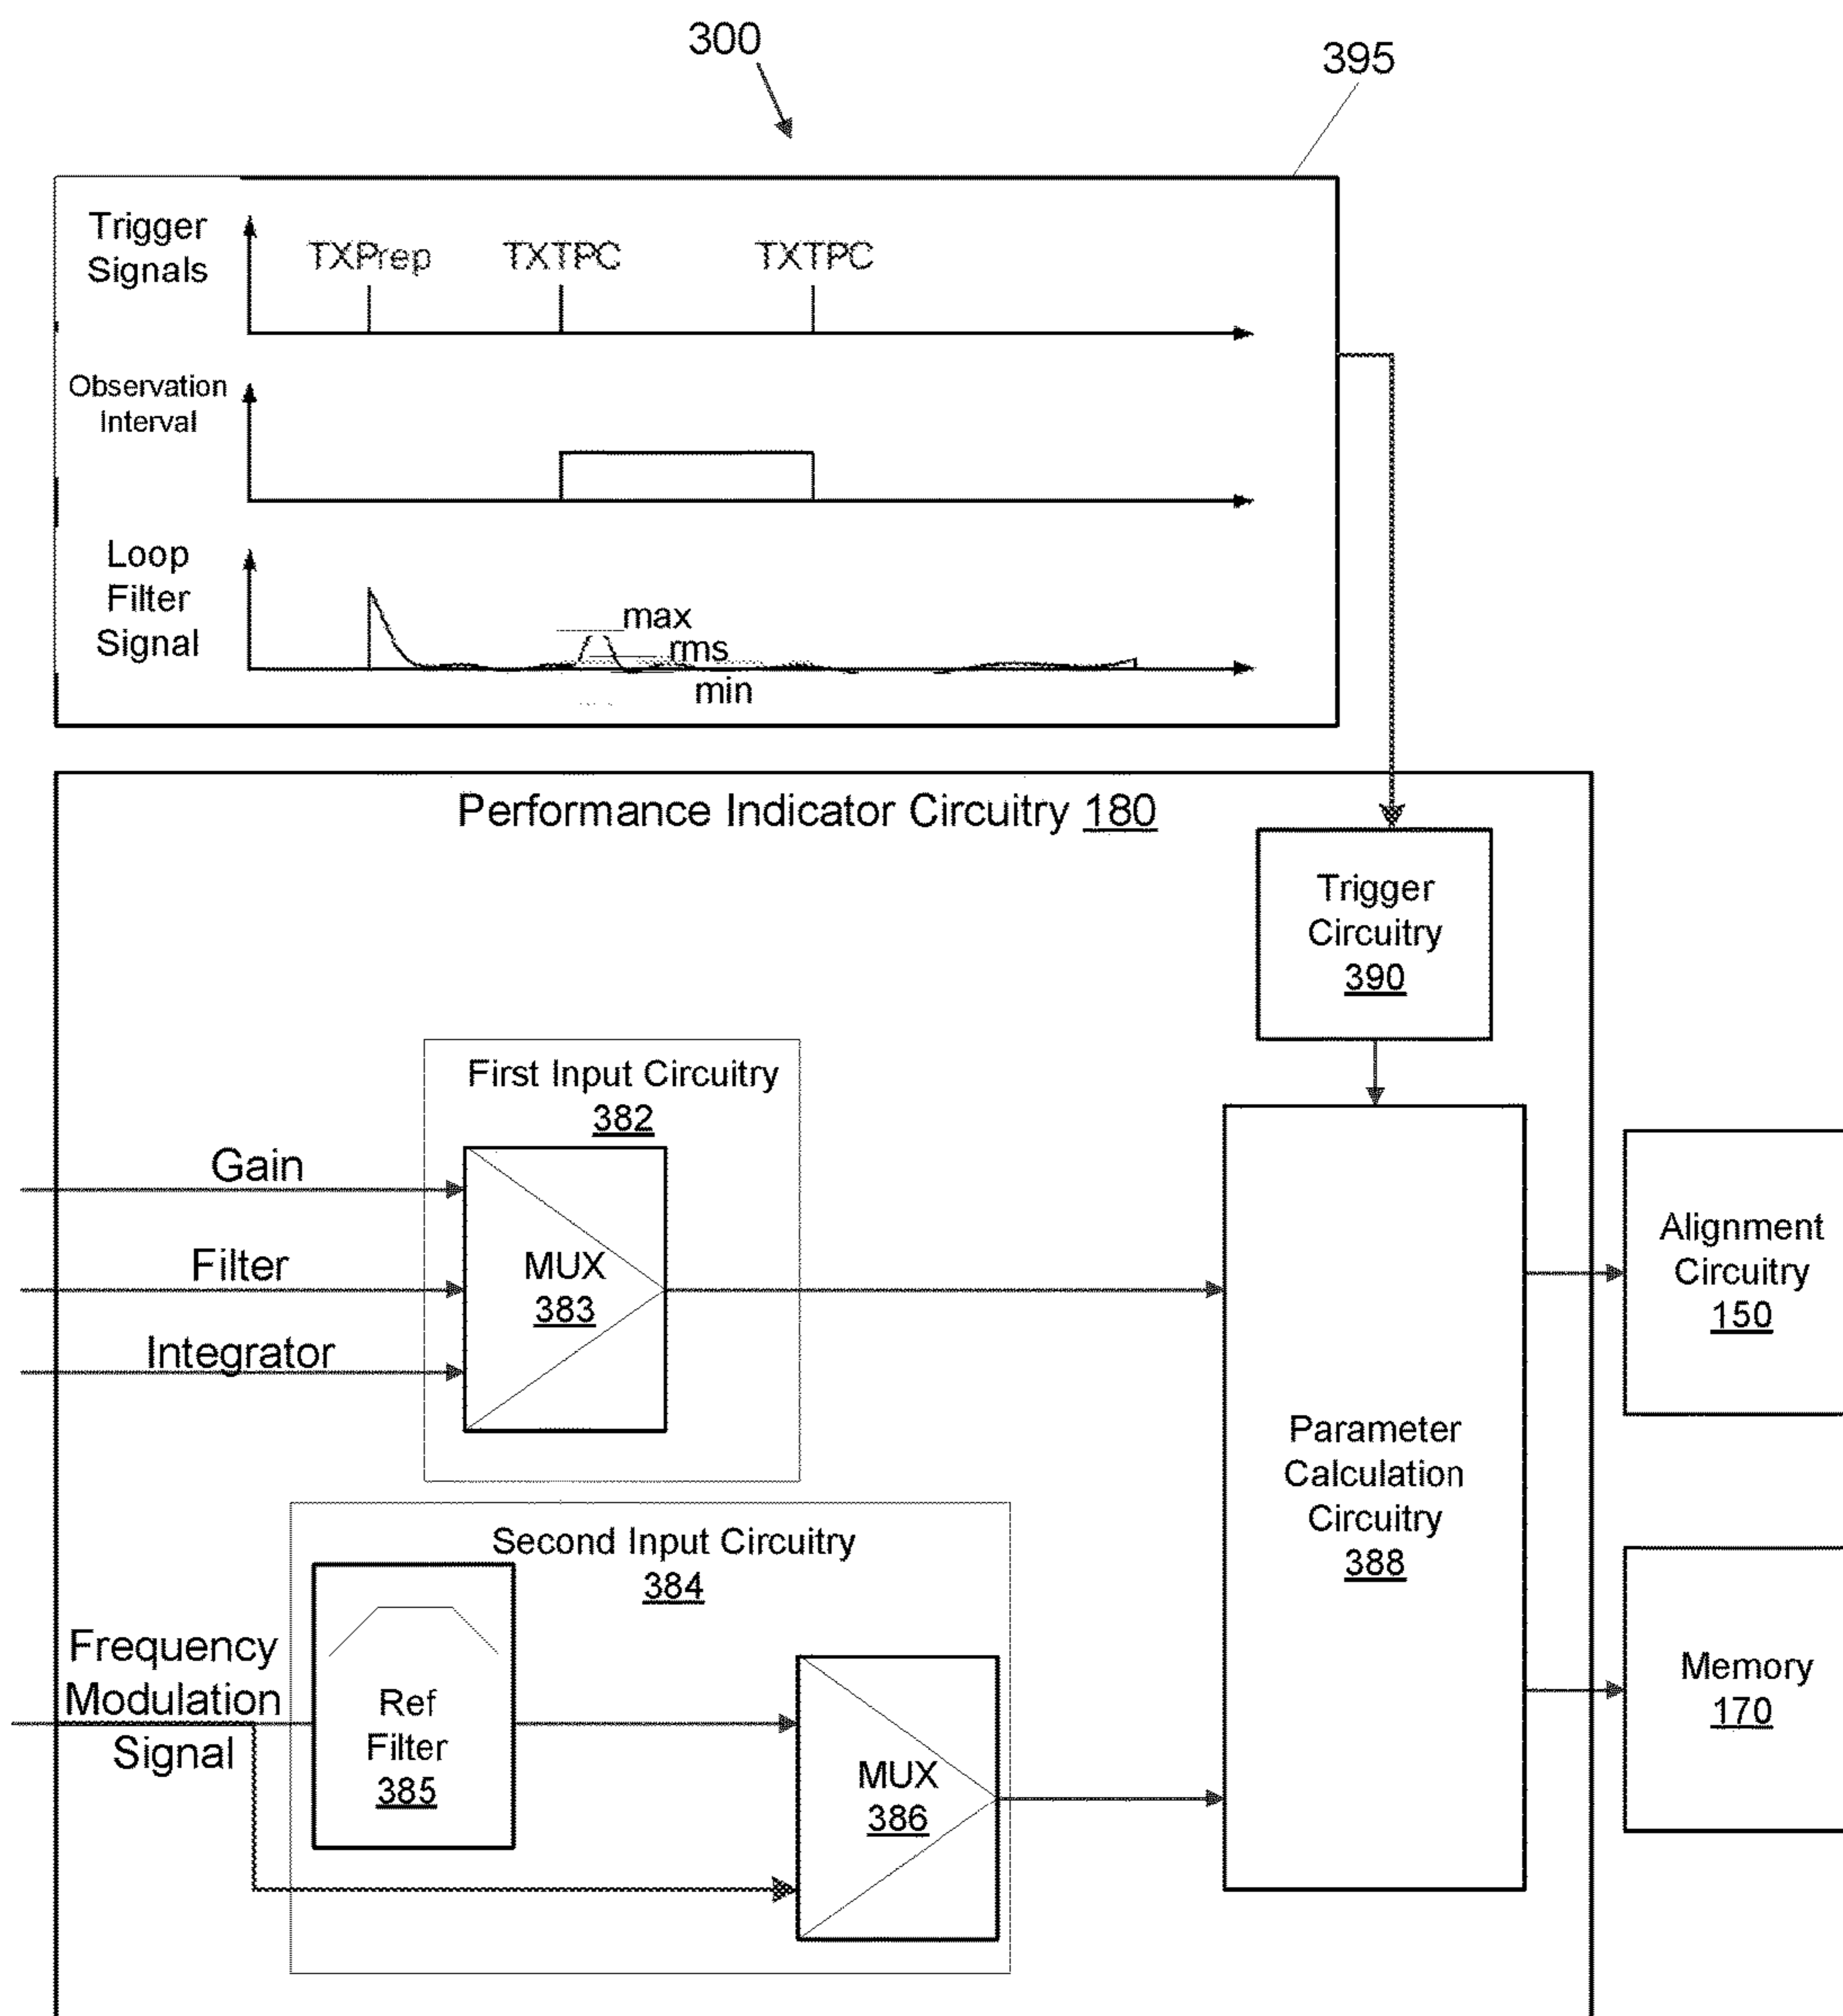 300
395
Trigger
Signals
TXPrep
TXTPC
TXTPC
Observation
Interval
Loop
Filter
Signal
max
rms
min
Performance Indicator Circuitry 180
Trigger
Circuitry
390
First Input Circuitry
382
Gain
Filter
Integrator
MUX
383
Parameter
Calculation
Circuitry
388
Alignment
Circuitry
150
Second Input Circuitry
384
Frequency
Modulation
Signal
Ref
Filter
385
MUX
386
Memory
170